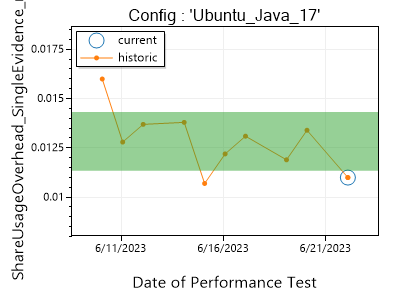 Config : 'Ubuntu_Java_17'
current
historic
ShareUsageOverhead_SingleEvidence_
0.0175
0.015
0.0125
0.01
6/11/2023
6/16/2023
6/21/2023
Date of Performance Test